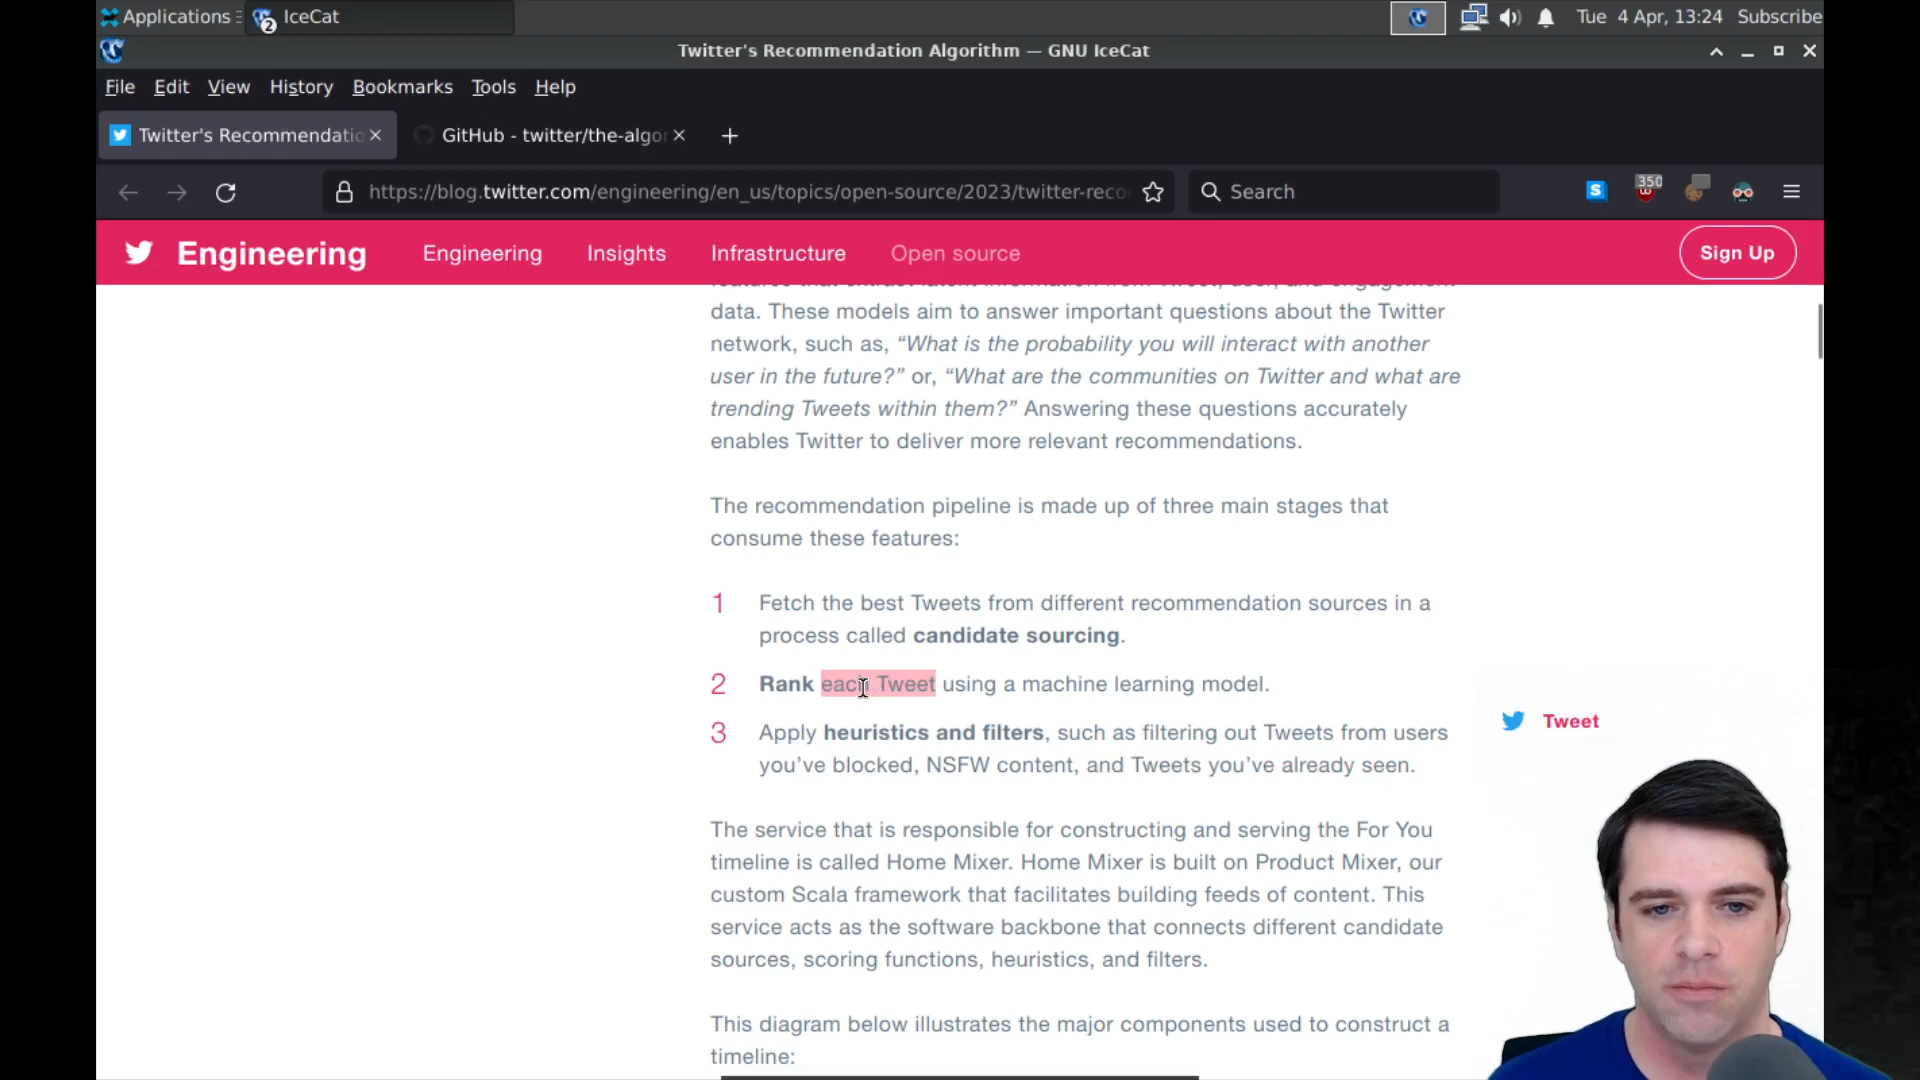 Applications
2
IceCat
Tue 4 Apr, 13:24
Subscribe
Twitter's Recommendation Algorithm — GNU IceCat
File Edit View History Bookmarks Tools Help
Twitter's Recommendatio
GitHub - twitter/the-algo
https://blog.twitter.com/engineering/en_us/topics/open-source/2023/twitter-reco
Search
S
350
Engineering
Engineering
Insights
Infrastructure
Open source
Sign Up
data. These models aim to answer important questions about the Twitter
network, such as, “What is the probability you will interact with another
user in the future?” or, “What are the communities on Twitter and what are
trending Tweets within them?” Answering these questions accurately
enables Twitter to deliver more relevant recommendations.
The recommendation pipeline is made up of three main stages that
consume these features:
1 Fetch the best Tweets from different recommendation sources in a
process called candidate sourcing.
2 Rank each Tweet using a machine learning model.
3 Apply heuristics and filters, such as filtering out Tweets from users
you’ve blocked, NSFW content, and Tweets you’ve already seen.
Tweet
The service that is responsible for constructing and serving the For You
timeline is called Home Mixer. Home Mixer is built on Product Mixer, our
custom Scala framework that facilitates building feeds of content. This
service acts as the software backbone that connects different candidate
sources, scoring functions, heuristics, and filters.
This diagram below illustrates the major components used to construct a
timeline: